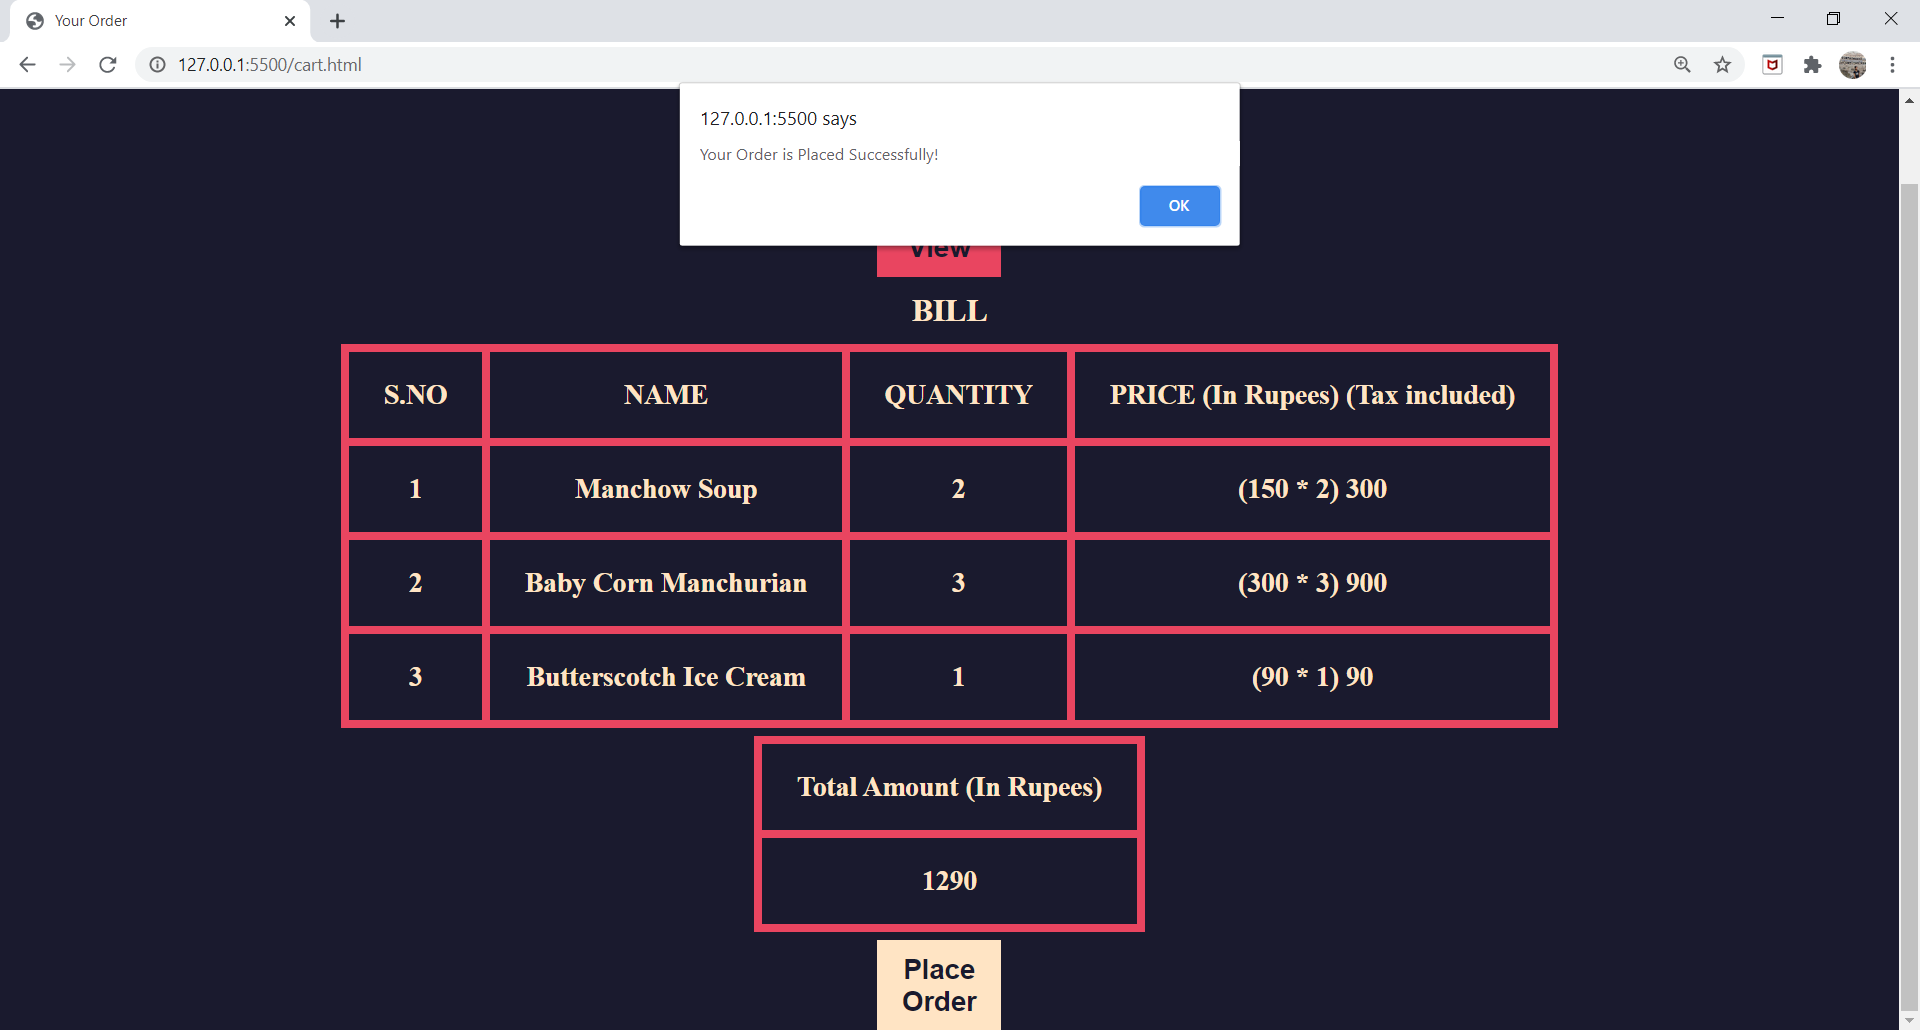 Your Order
127.0.0.1:5500/cart.html
127.0.0.1:5500 says
Your Order is Placed Successfully!
OK
View
BILL
S.NO NAME QUANTITY PRICE (In Rupees) (Tax included)
1 Manchow Soup 2 (150 * 2) 300
2 Baby Corn Manchurian 3 (300 * 3) 900
3 Butterscotch Ice Cream 1 (90 * 1) 90
Total Amount (In Rupees)
1290
Place
Order